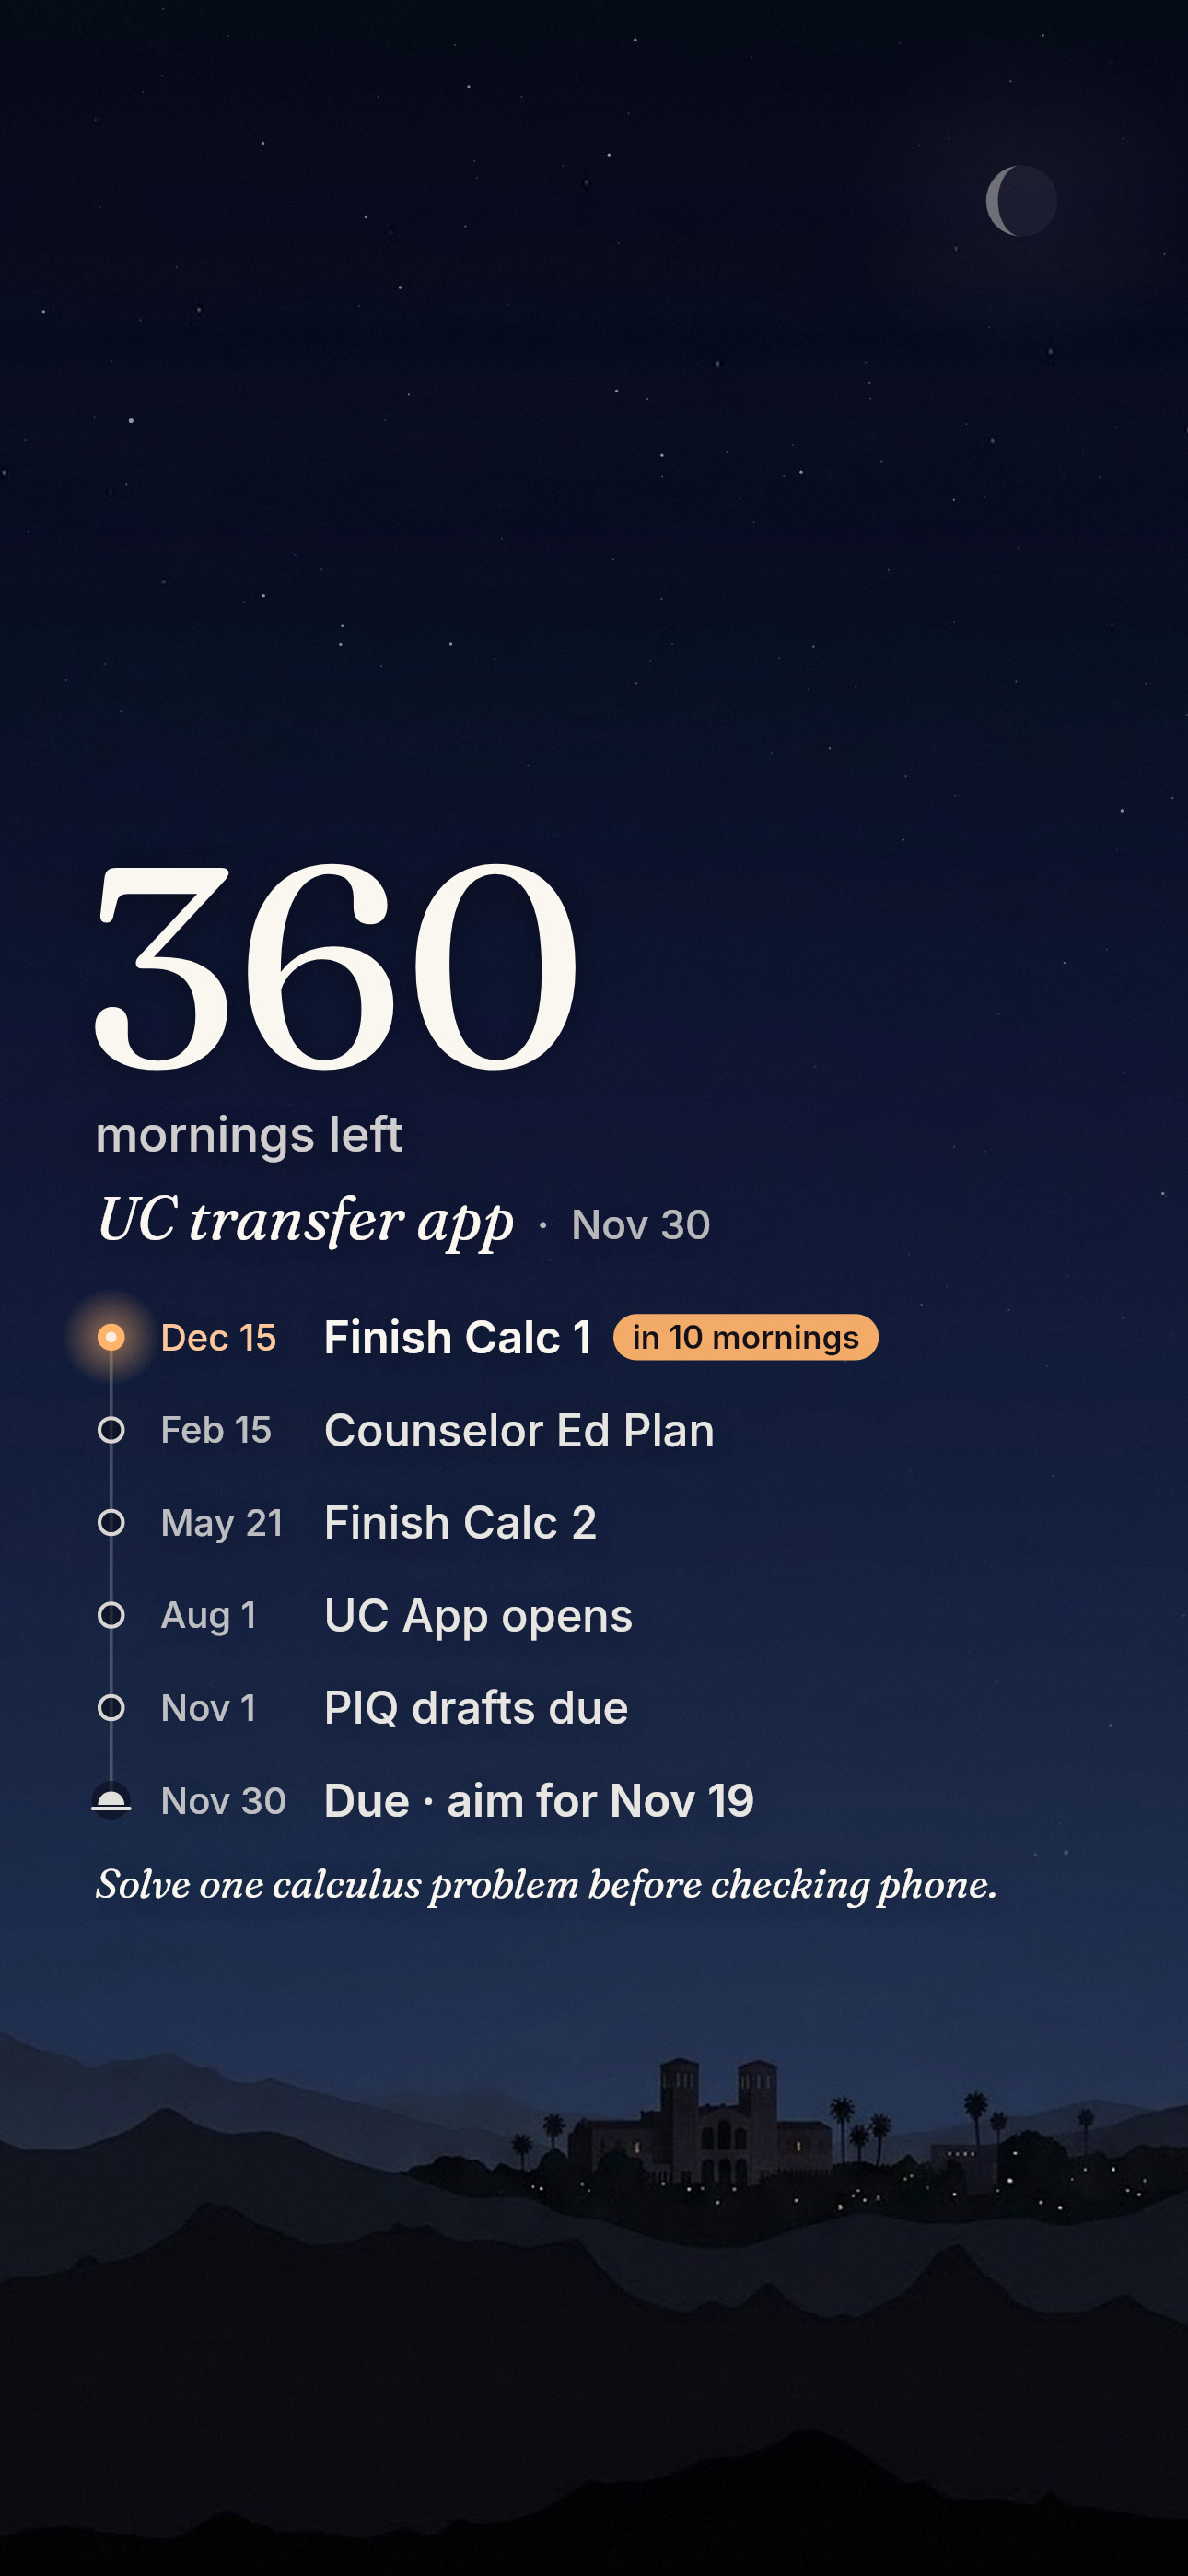 360
mornings left
UC transfer app · Nov 30
Dec 15 Finish Calc 1 in 10 mornings
Feb 15 Counselor Ed Plan
May 21 Finish Calc 2
Aug 1 UC App opens
Nov 1 PIQ drafts due
Nov 30 Due · aim for Nov 19
Solve one calculus problem before checking phone.